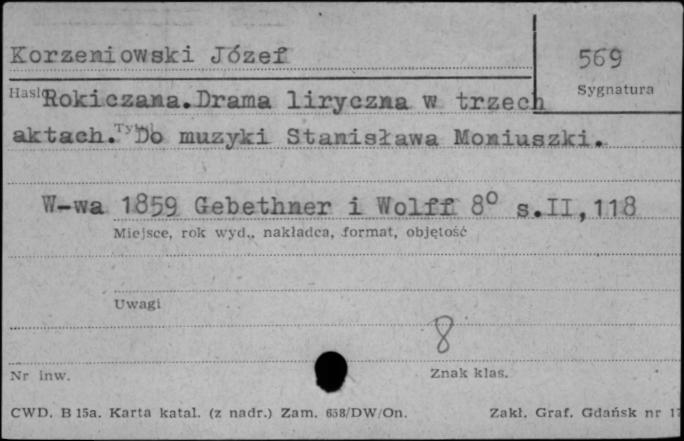 Korzeniowski Józef
569
Hasło
Sygnatura
Rokiczana.Drama liryczna w trzech
aktach. Do muzyki Stanisława Moniuszki.
Tytuł
W-wa 1859 Gebethner i Wolff 8° s.II,118
Miejsce, rok wyd., nakładca, format, objętość
Uwagi
8
Nr inw.
Znak klas.
CWD. B 15a. Karta katal. (z nadr.) Zam. 658/DW/On.
Zakł. Graf. Gdańsk nr 17